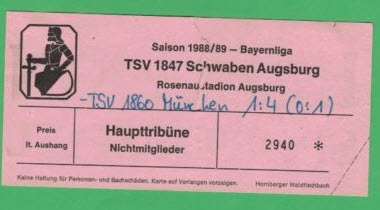 Saison 1988/89 – Bayernliga
TSV 1847 Schwaben Augsburg
Rosenaustadion Augsburg
-TSV 1860 München 1:4 (0:1)
Preis
lt. Aushang
Haupttribüne
Nichtmitglieder
2940 *
Keine Haftung für Personen- und Sachschäden. Karte auf Verlangen vorzeigen. Hornberger Waldfischbach